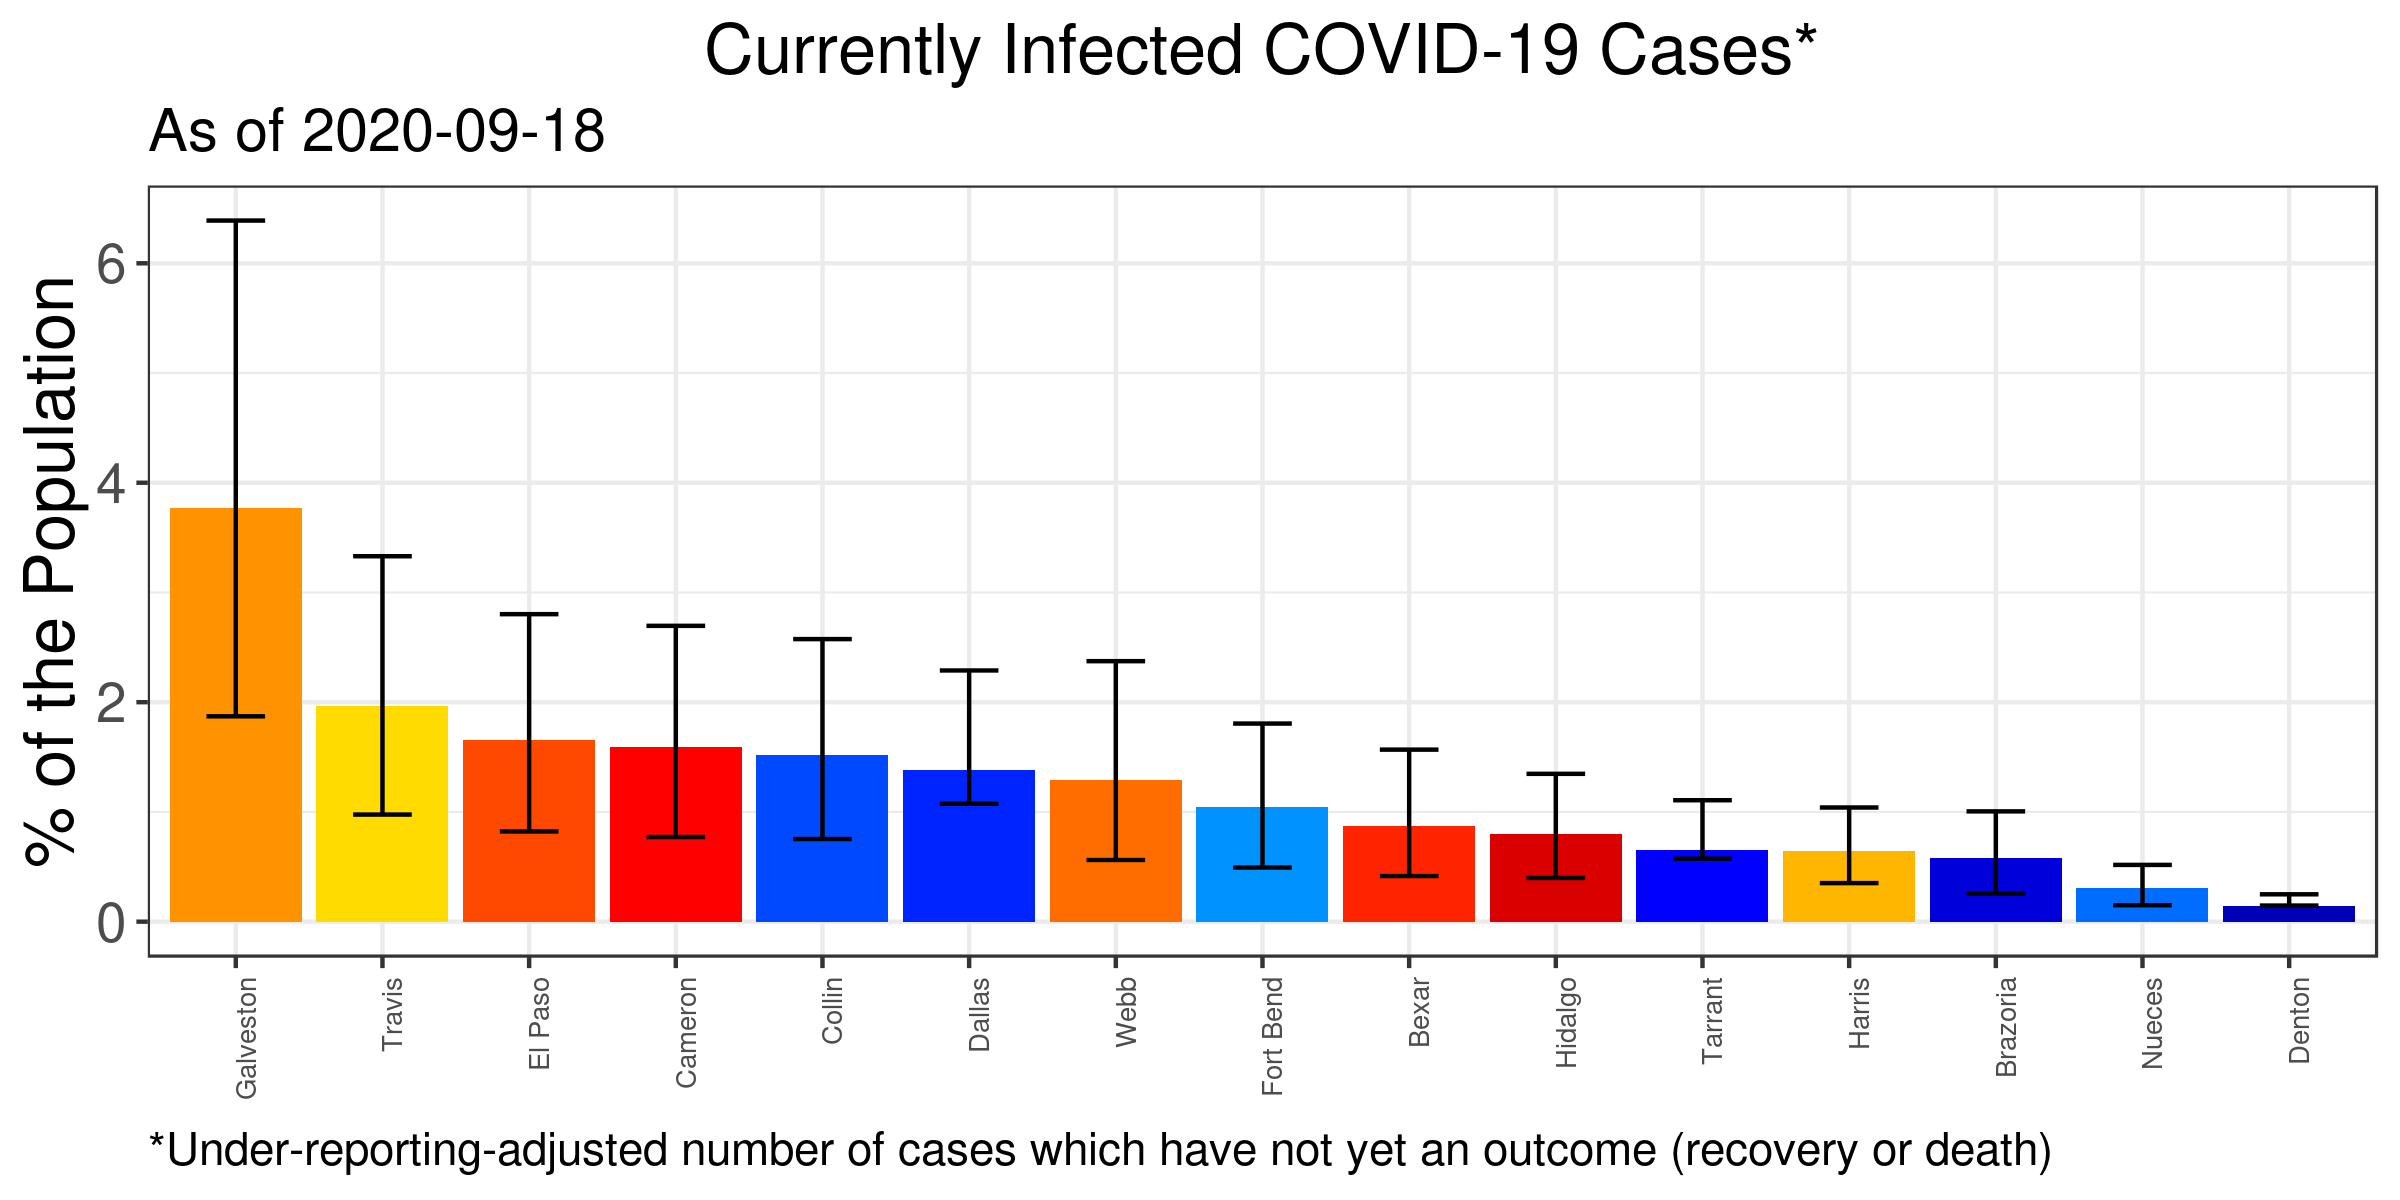 Currently Infected COVID-19 Cases*
As of 2020-09-18
% of the Population
6
4
2
0
Galveston
Travis
El Paso
Cameron
Collin
Dallas
Webb
Fort Bend
Bexar
Hidalgo
Tarrant
Harris
Brazoria
Nueces
Denton
*Under-reporting-adjusted number of cases which have not yet an outcome (recovery or death)